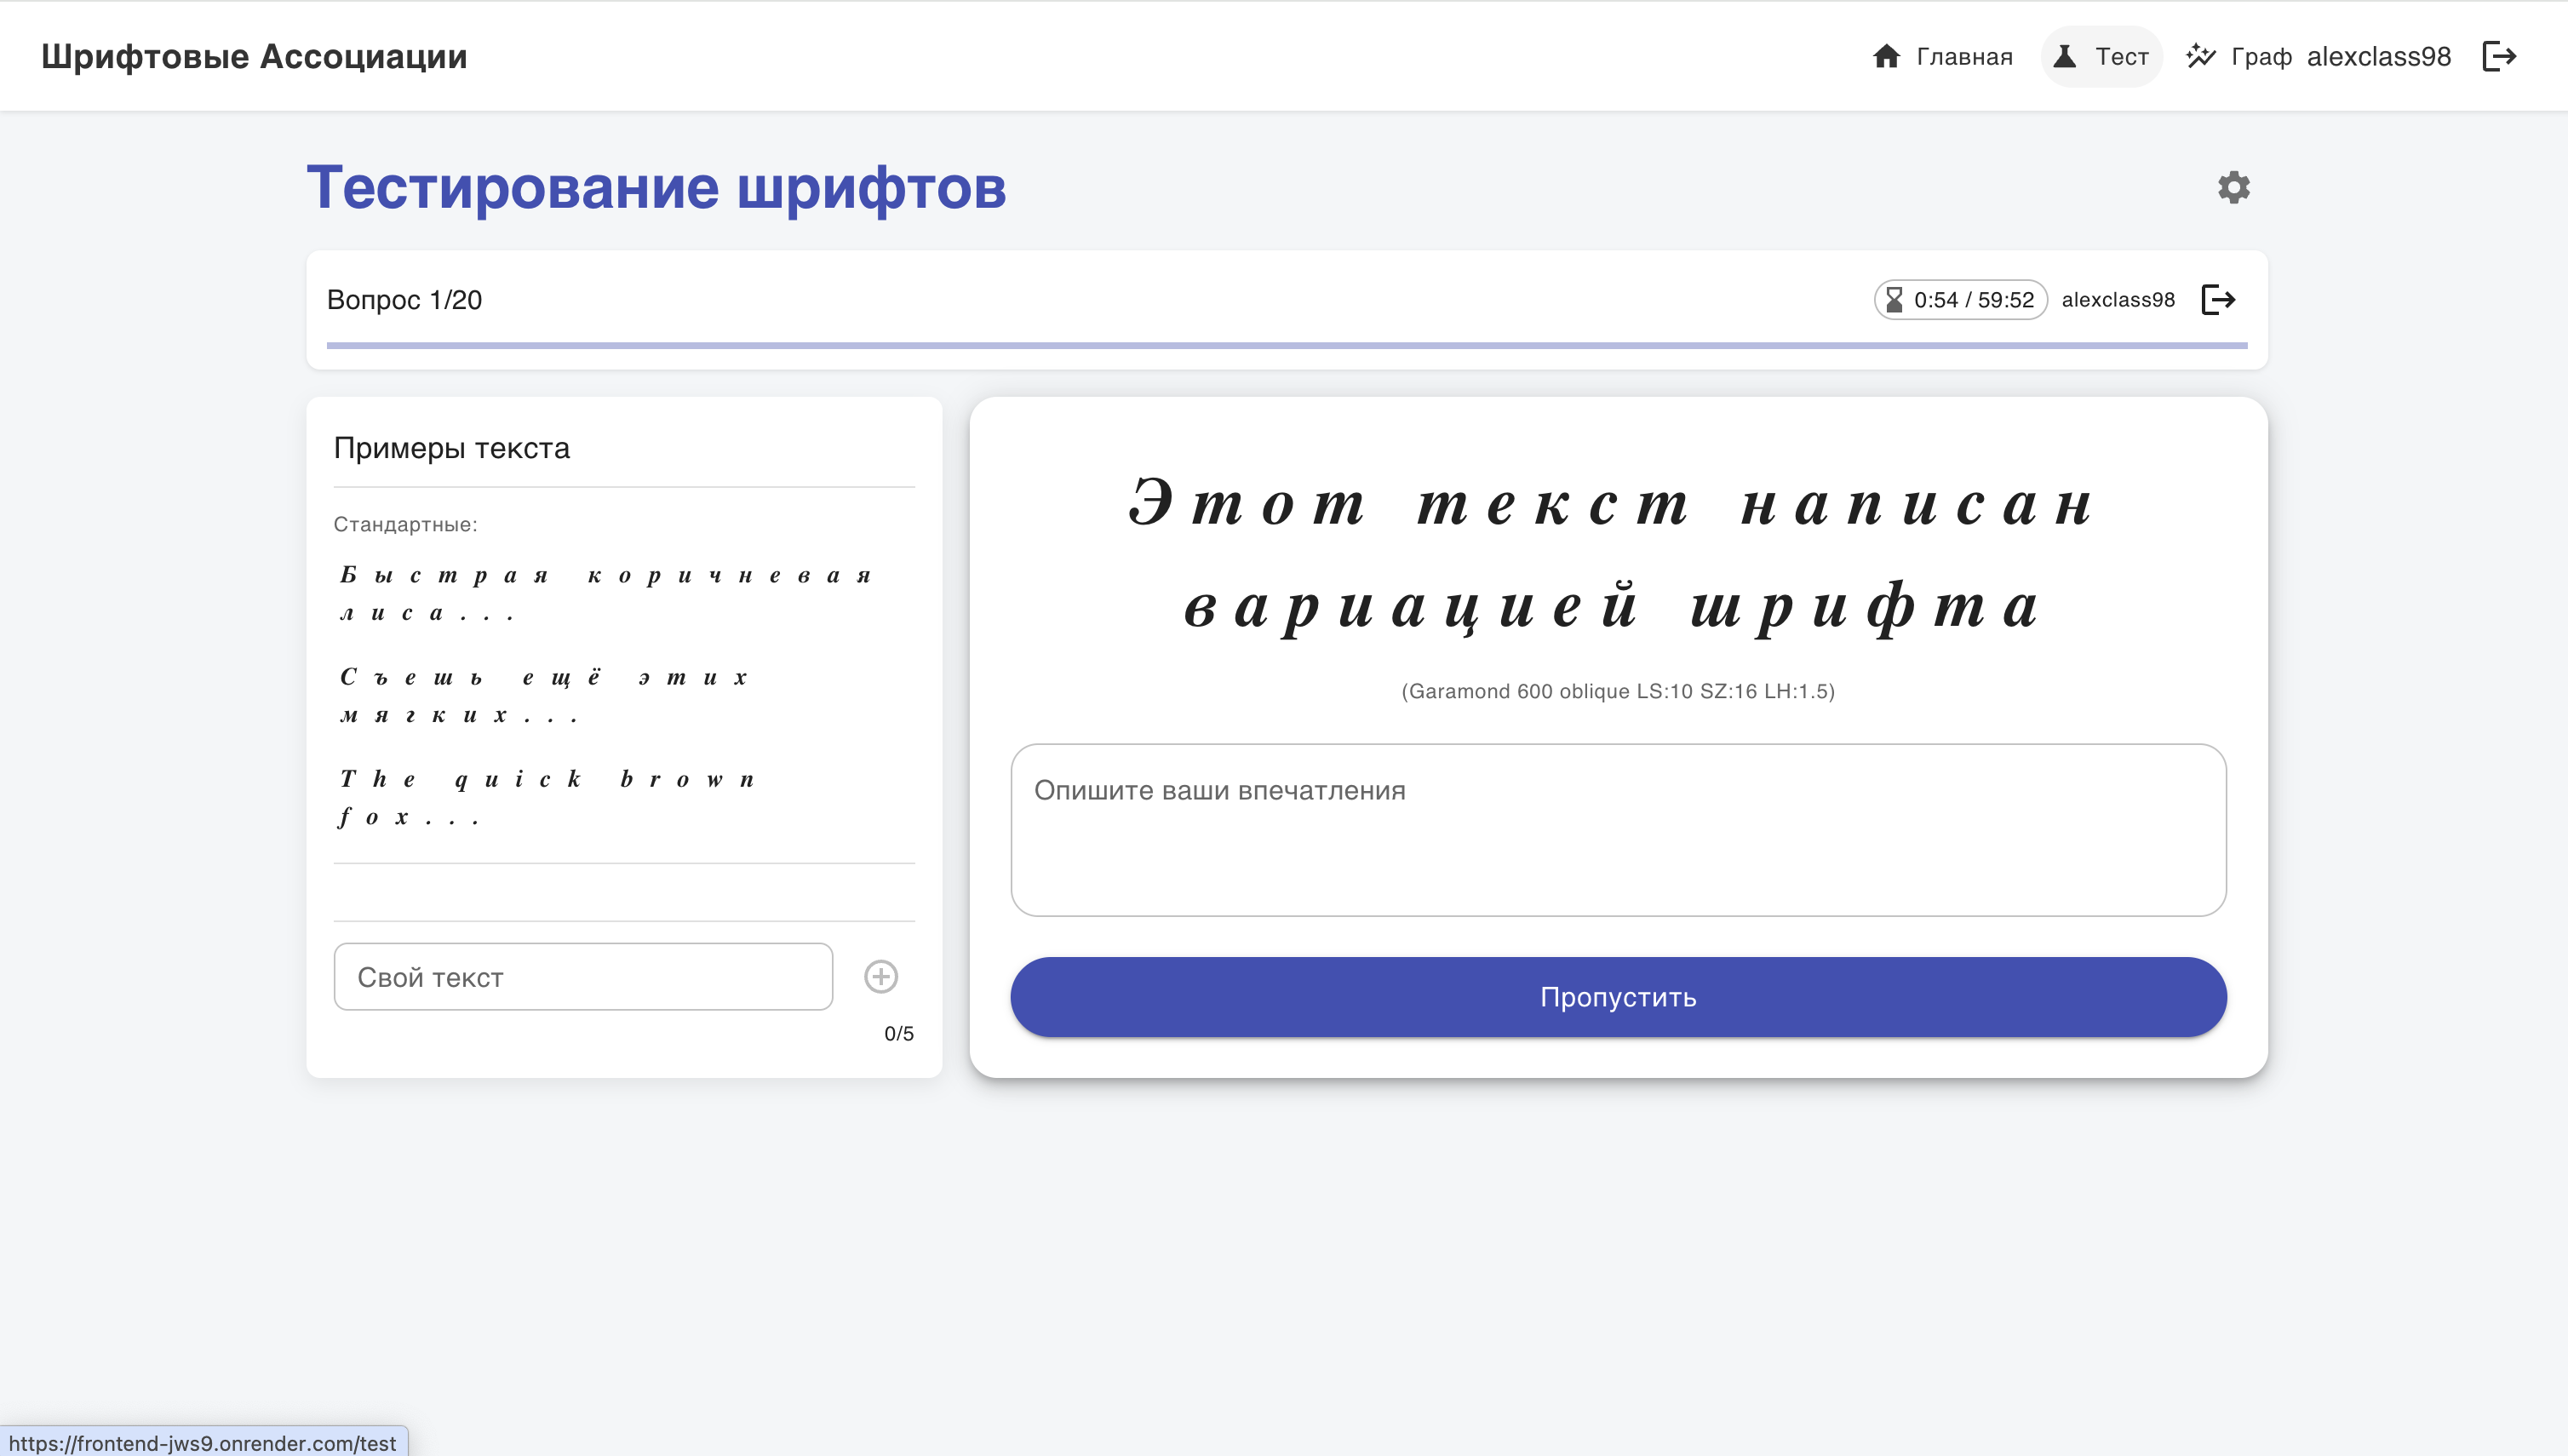 Шрифтовые Ассоциации
Главная
Тест
Граф
alexclass98
Тестирование шрифтов
Вопрос 1/20
0:54 / 59:52
alexclass98
Примеры текста
Стандартные:
Быстрая коричневая
лиса...
Съешь ещё этих
мягких...
The quick brown
fox...
Свой текст
0/5
Этот текст написан
вариацией шрифта
(Garamond 600 oblique LS:10 SZ:16 LH:1.5)
Опишите ваши впечатления
Пропустить
https://frontend-jws9.onrender.com/test